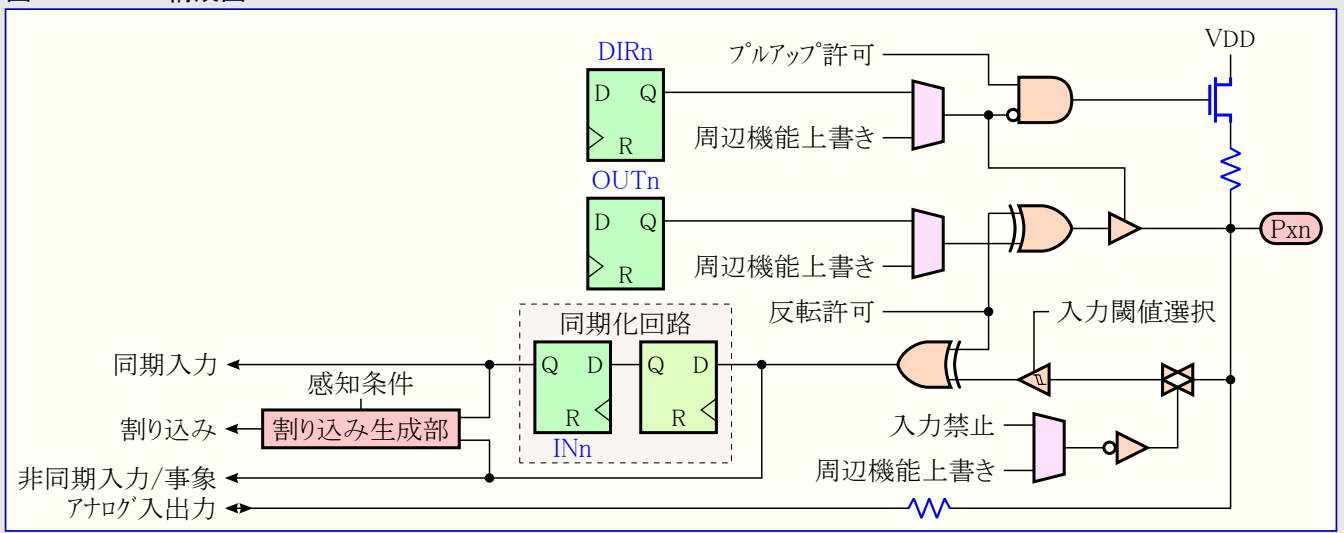 構成図
DIRn
プルアップ許可
VDD
D Q
R
周辺機能上書き
OUTn
D Q
R
周辺機能上書き
Pxn
反転許可
入力閾値選択
同期化回路
同期入力
Q D
Q D
R
R
INn
感知条件
割り込み
割り込み生成部
入力禁止
周辺機能上書き
非同期入力/事象
アナログ入出力